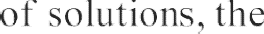 of solutions, the